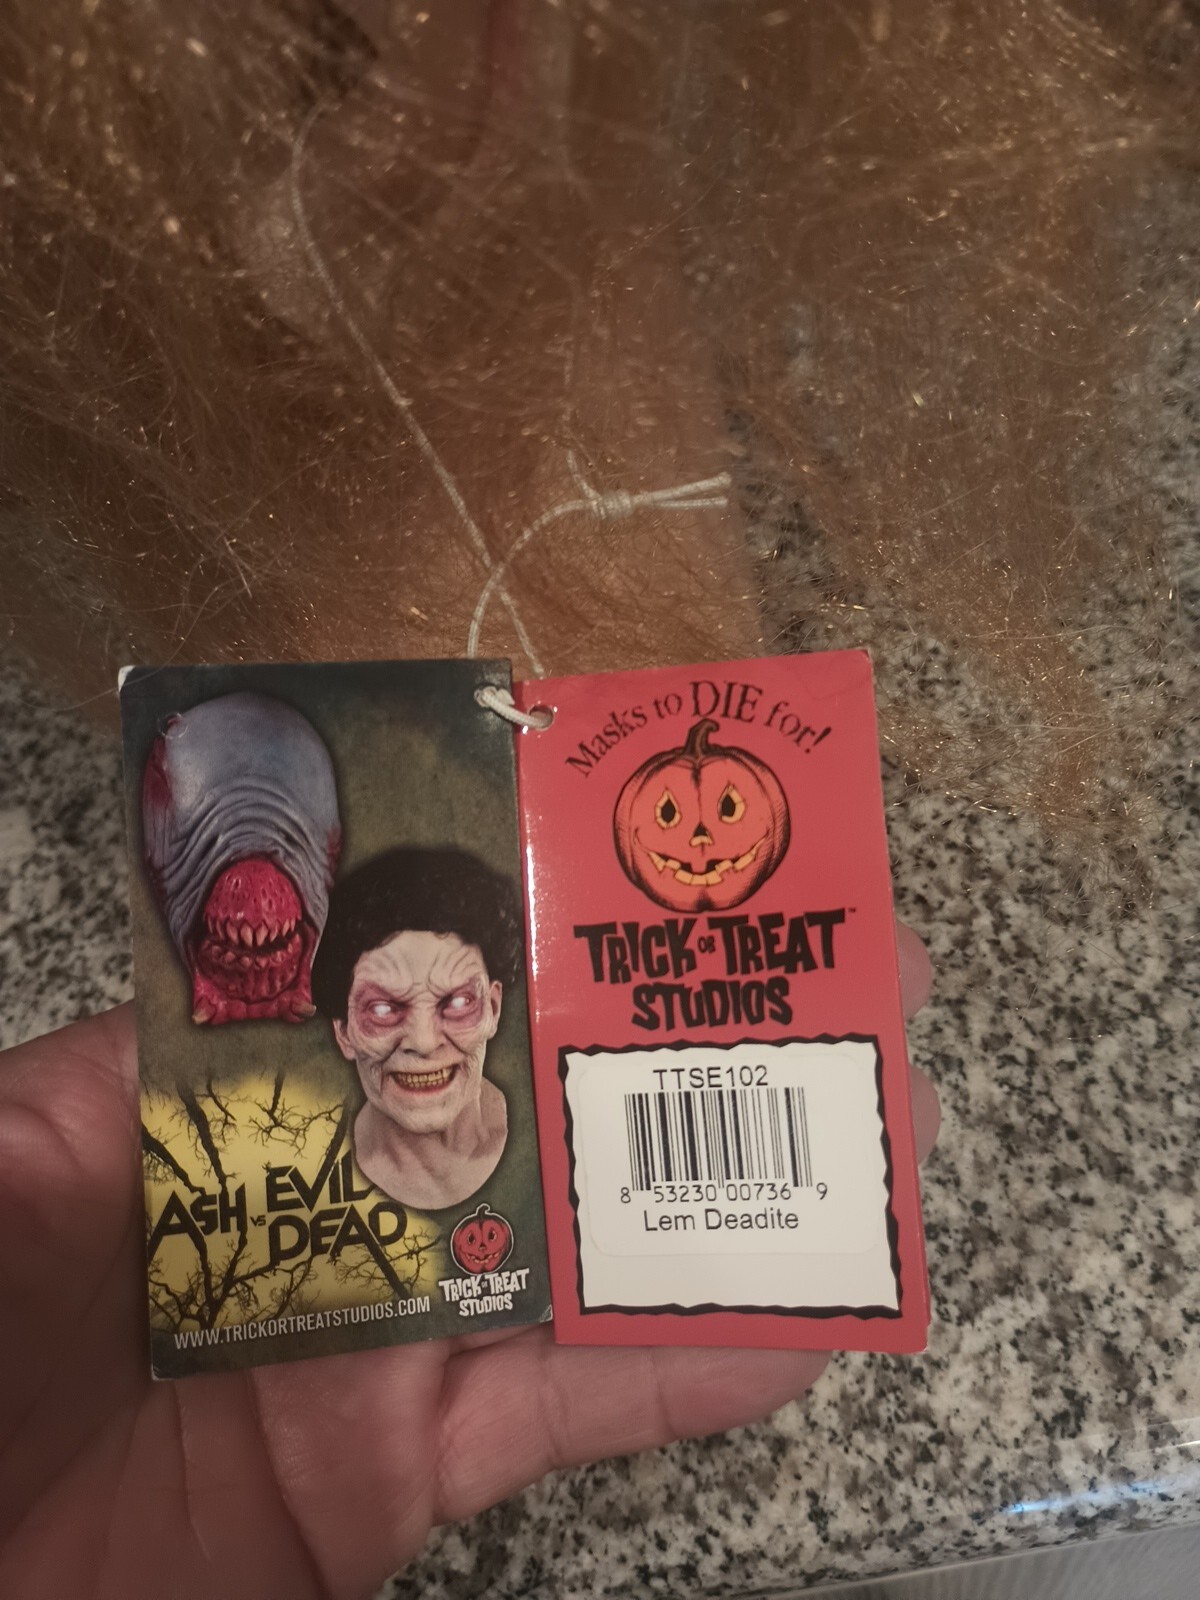 ASH vs EVIL DEAD
WWW.TRICKORTREATSTUDIOS.COM
TRICK OR TREAT
STUDIOS
Masks to DIE for!
TRICK OR TREAT™
STUDIOS
TTSE102
8 53230 00736 9
Lem Deadite